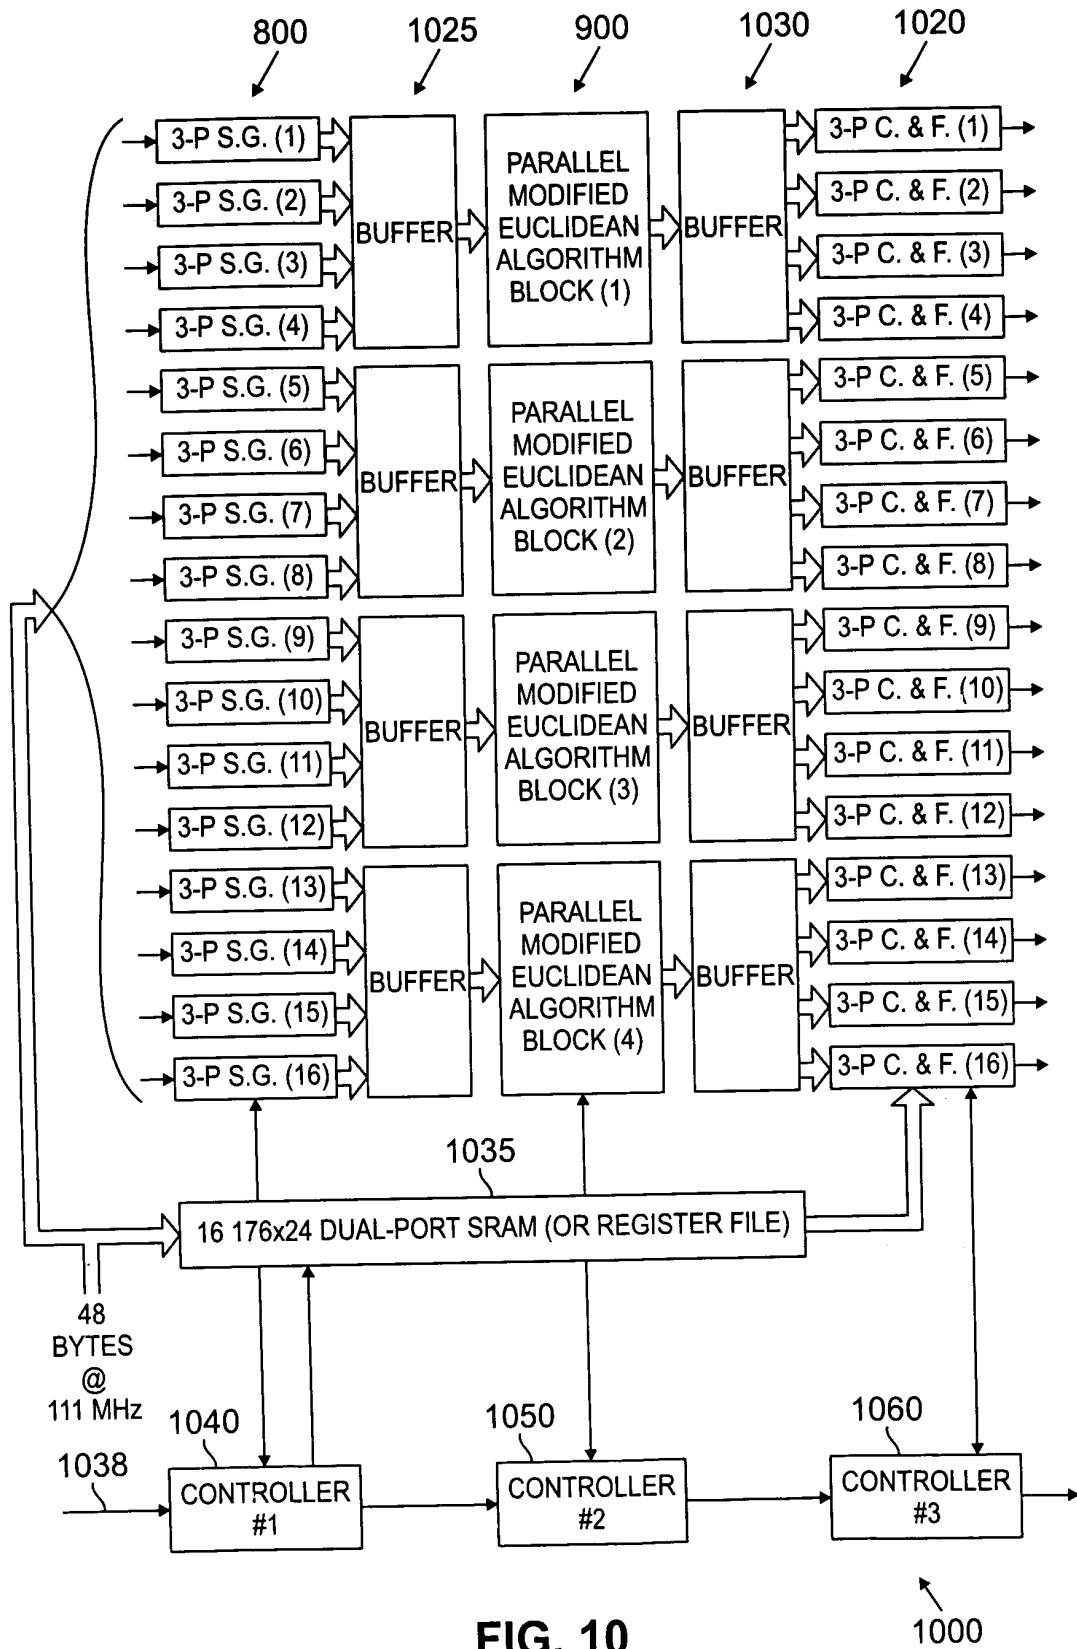 800
1025
900
1030
1020
3-P S.G. (1)
3-P S.G. (2)
3-P S.G. (3)
3-P S.G. (4)
BUFFER
PARALLEL
MODIFIED
EUCLIDEAN
ALGORITHM
BLOCK (1)
BUFFER
3-P C. & F. (1)
3-P C. & F. (2)
3-P C. & F. (3)
3-P C. & F. (4)
3-P S.G. (5)
3-P S.G. (6)
3-P S.G. (7)
3-P S.G. (8)
BUFFER
PARALLEL
MODIFIED
EUCLIDEAN
ALGORITHM
BLOCK (2)
BUFFER
3-P C. & F. (5)
3-P C. & F. (6)
3-P C. & F. (7)
3-P C. & F. (8)
3-P S.G. (9)
3-P S.G. (10)
3-P S.G. (11)
3-P S.G. (12)
BUFFER
PARALLEL
MODIFIED
EUCLIDEAN
ALGORITHM
BLOCK (3)
BUFFER
3-P C. & F. (9)
3-P C. & F. (10)
3-P C. & F. (11)
3-P C. & F. (12)
3-P S.G. (13)
3-P S.G. (14)
3-P S.G. (15)
3-P S.G. (16)
BUFFER
PARALLEL
MODIFIED
EUCLIDEAN
ALGORITHM
BLOCK (4)
BUFFER
3-P C. & F. (13)
3-P C. & F. (14)
3-P C. & F. (15)
3-P C. & F. (16)
1035
16 176x24 DUAL-PORT SRAM (OR REGISTER FILE)
48
BYTES
@
111 MHz
1038
1040
CONTROLLER
#1
1050
CONTROLLER
#2
1060
CONTROLLER
#3
1000
FIG. 10